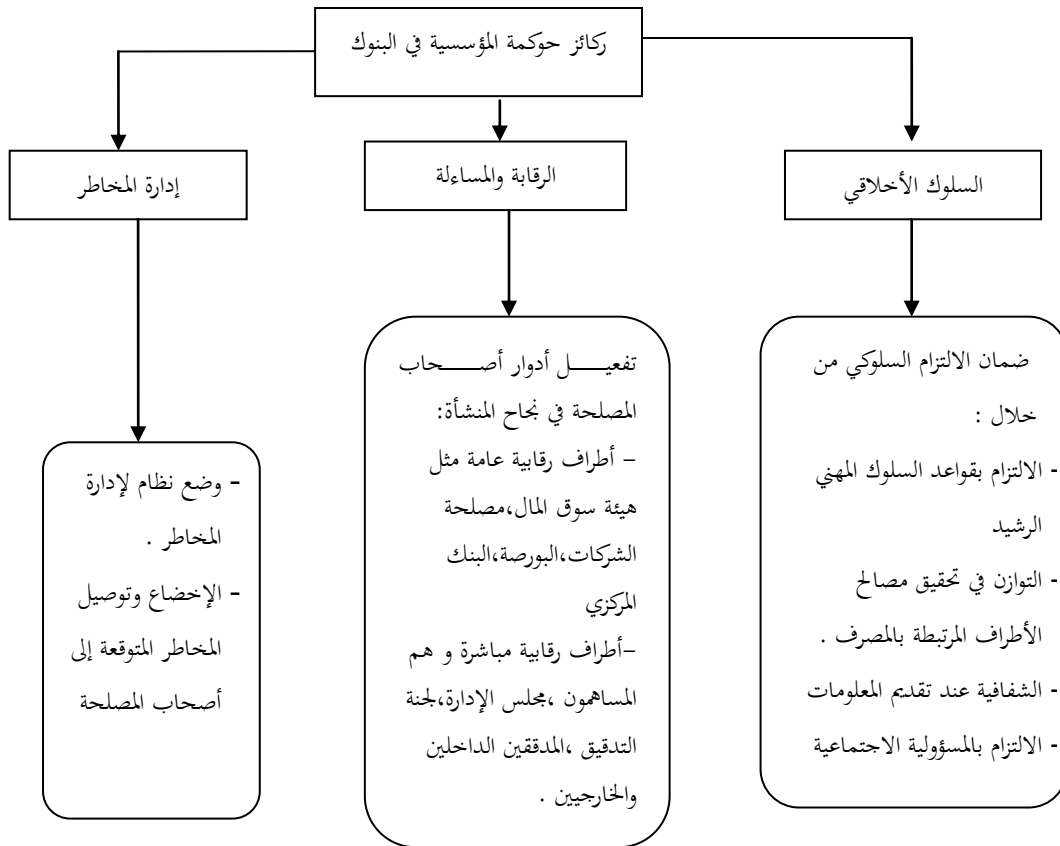 ركائز حوكمة المؤسسية في البنوك
السلوك الأخلاقي
الرقابة والمساءلة
إدارة المخاطر
ضمان الالتزام السلوكي من
خلال :
- الالتزام بقواعد السلوك المهني
الرشيد
- التوازن في تحقيق مصالح
الأطراف المرتبطة بالمصرف .
- الشفافية عند تقديم المعلومات
- الالتزام بالمسؤولية الاجتماعية
تفعيـــــل أدوار أصـــــحاب
المصلحة في نجاح المنشأة:
– أطراف رقابية عامة مثل
هيئة سوق المال،مصلحة
الشركات،البورصة،البنك
المركزي
–أطراف رقابية مباشرة و هم
المساهمون ،مجلس الإدارة،لجنة
التدقيق ،المدققين الداخلين
والخارجيين .
- وضع نظام لإدارة
المخاطر .
- الإخضاع وتوصيل
المخاطر المتوقعة إلى
أصحاب المصلحة